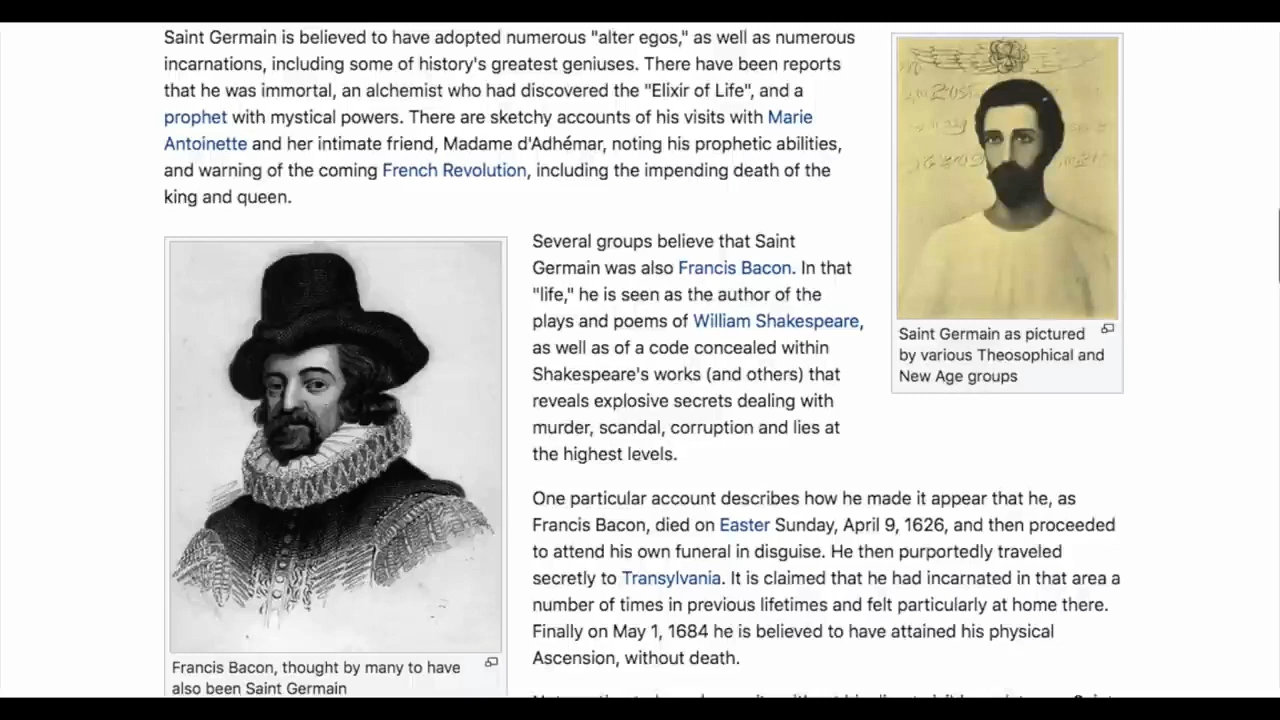 Saint Germain is believed to have adopted numerous "alter egos," as well as numerous
incarnations, including some of history's greatest geniuses. There have been reports
that he was immortal, an alchemist who had discovered the "Elixir of Life", and a
prophet with mystical powers. There are sketchy accounts of his visits with Marie
Antoinette and her intimate friend, Madame d'Adhémar, noting his prophetic abilities,
and warning of the coming French Revolution, including the impending death of the
king and queen.
Saint Germain as pictured
by various Theosophical and
New Age groups
Several groups believe that Saint
Germain was also Francis Bacon. In that
"life," he is seen as the author of the
plays and poems of William Shakespeare,
as well as of a code concealed within
Shakespeare's works (and others) that
reveals explosive secrets dealing with
murder, scandal, corruption and lies at
the highest levels.
One particular account describes how he made it appear that he, as
Francis Bacon, died on Easter Sunday, April 9, 1626, and then proceeded
to attend his own funeral in disguise. He then purportedly traveled
secretly to Transylvania. It is claimed that he had incarnated in that area a
number of times in previous lifetimes and felt particularly at home there.
Finally on May 1, 1684 he is believed to have attained his physical
Ascension, without death.
Francis Bacon, thought by many to have
also been Saint Germain